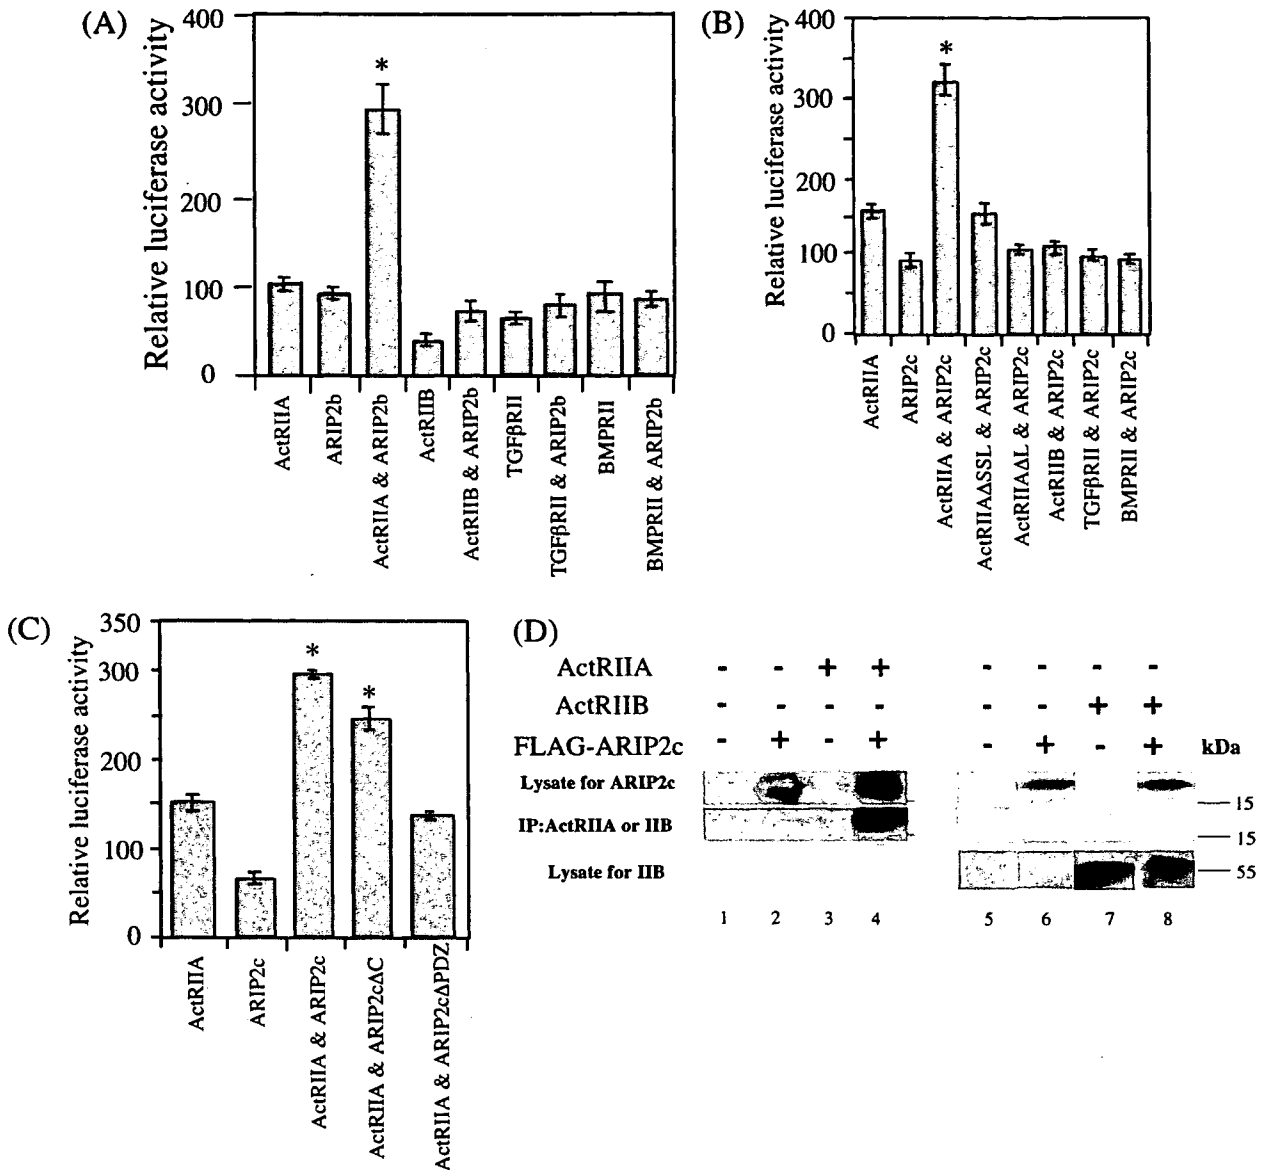 (A)
Relative luciferase activity
400
300
200
100
0
*
ActRIIA
ARIP2b
ActRIIA & ARIP2b
ActRIIB
ActRIIB & ARIP2b
TGFβRII
TGFβRII & ARIP2b
BMPRII
BMPRII & ARIP2b
(B)
Relative luciferase activity
400
300
200
100
0
*
ActRIIA
ARIP2c
ActRIIA & ARIP2c
ActRIIAΔSSL & ARIP2c
ActRIIAΔL & ARIP2c
ActRIIB & ARIP2c
TGFβRII & ARIP2c
BMPRII & ARIP2c
(C)
Relative luciferase activity
350
300
200
100
0
*
*
ActRIIA
ARIP2c
ActRIIA & ARIP2c
ActRIIA & ARIP2cΔC
ActRIIA & ARIP2cΔPDZ
(D)
ActRIIA - - + + - - - -
ActRIIB - - - - - - + +
FLAG-ARIP2c - + - + - + - + kDa
Lysate for ARIP2c
15
IP:ActRIIA or IIB
15
Lysate for IIB
55
1 2 3 4 5 6 7 8